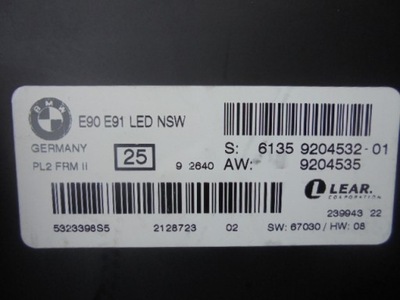 BMW
E90 E91 LED NSW
GERMANY
S: 6135 9204532-01
PL2 FRM II
25
9 2640
AW: 9204535
LEAR.
CORPORATION
239943 22
5323398S5
2128723
02
SW: 67030 / HW: 08